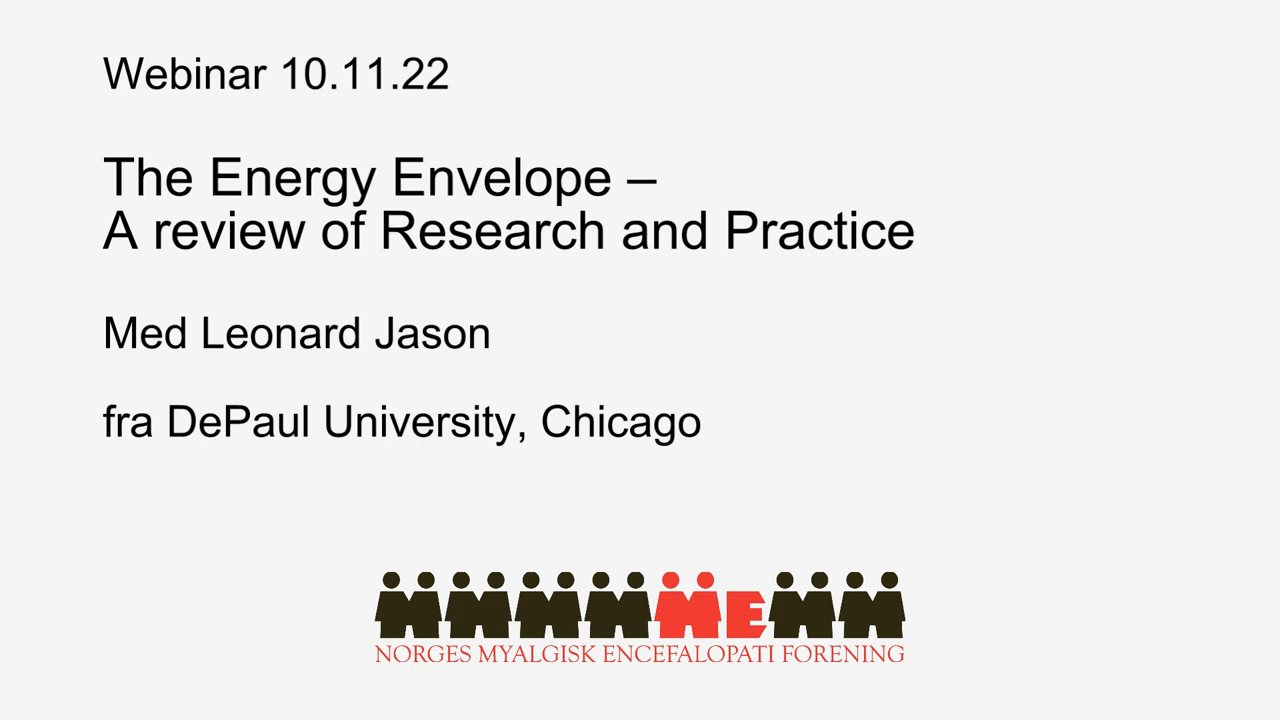 Webinar 10.11.22
The Energy Envelope –
A review of Research and Practice
Med Leonard Jason
fra DePaul University, Chicago
ME
NORGES MYALGISK ENCEFALOPATI FORENING